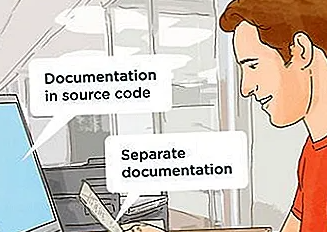 Documentation
in source code
Separate
documentation